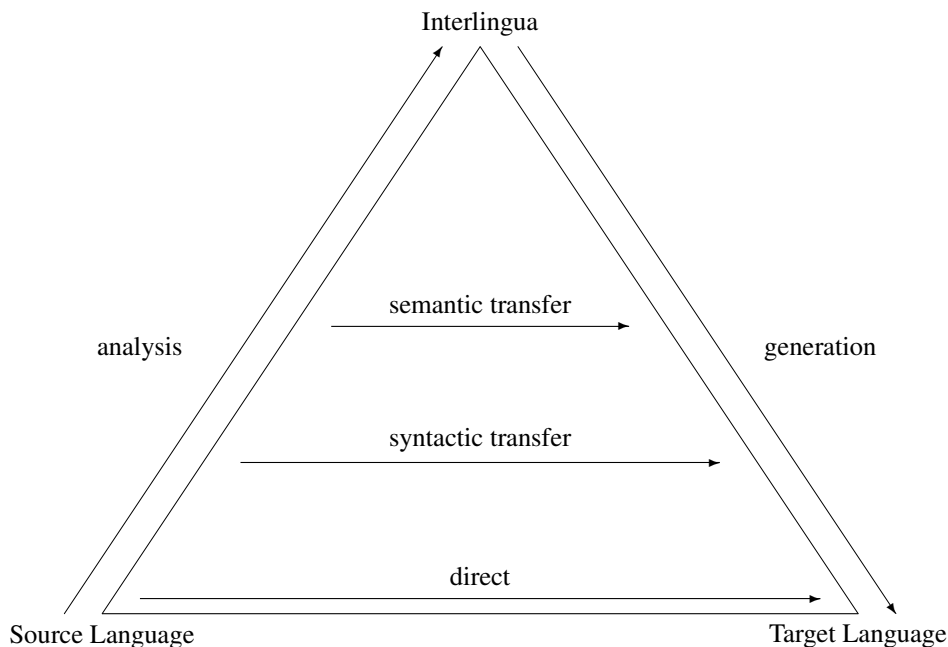 Interlingua
semantic transfer
analysis
generation
syntactic transfer
direct
Source Language
Target Language